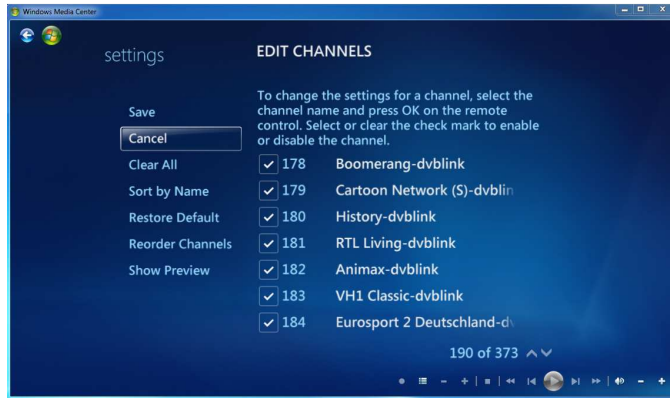 Windows Media Center
settings
EDIT CHANNELS
To change the settings for a channel, select the
channel name and press OK on the remote
control. Select or clear the check mark to enable
or disable the channel.
Save
Cancel
Clear All
Sort by Name
Restore Default
Reorder Channels
Show Preview
178 Boomerang-dvblink
179 Cartoon Network (S)-dvblin
180 History-dvblink
181 RTL Living-dvblink
182 Animax-dvblink
183 VH1 Classic-dvblink
184 Eurosport 2 Deutschland-dv
190 of 373